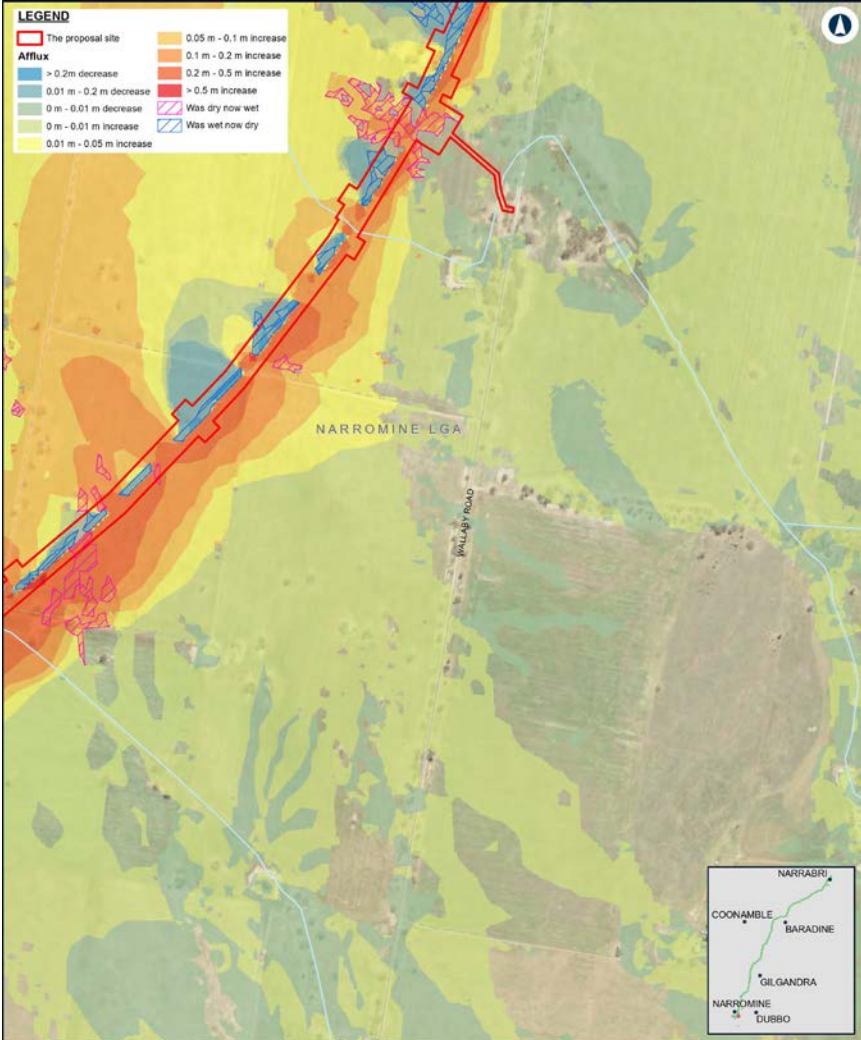 LEGEND
The proposal site
Afflux
> 0.2m decrease
0.01 m - 0.2 m decrease
0 m - 0.01 m decrease
0 m - 0.01 m increase
0.01 m - 0.05 m increase
0.05 m - 0.1 m increase
0.1 m - 0.2 m increase
0.2 m - 0.5 m increase
> 0.5 m increase
Was dry now wet
Was wet now dry
NARROMINE LGA
WALLABY ROAD
NARRABRI
COONAMBLE
BARADINE
GILGANDRA
NARROMINE
DUBBO